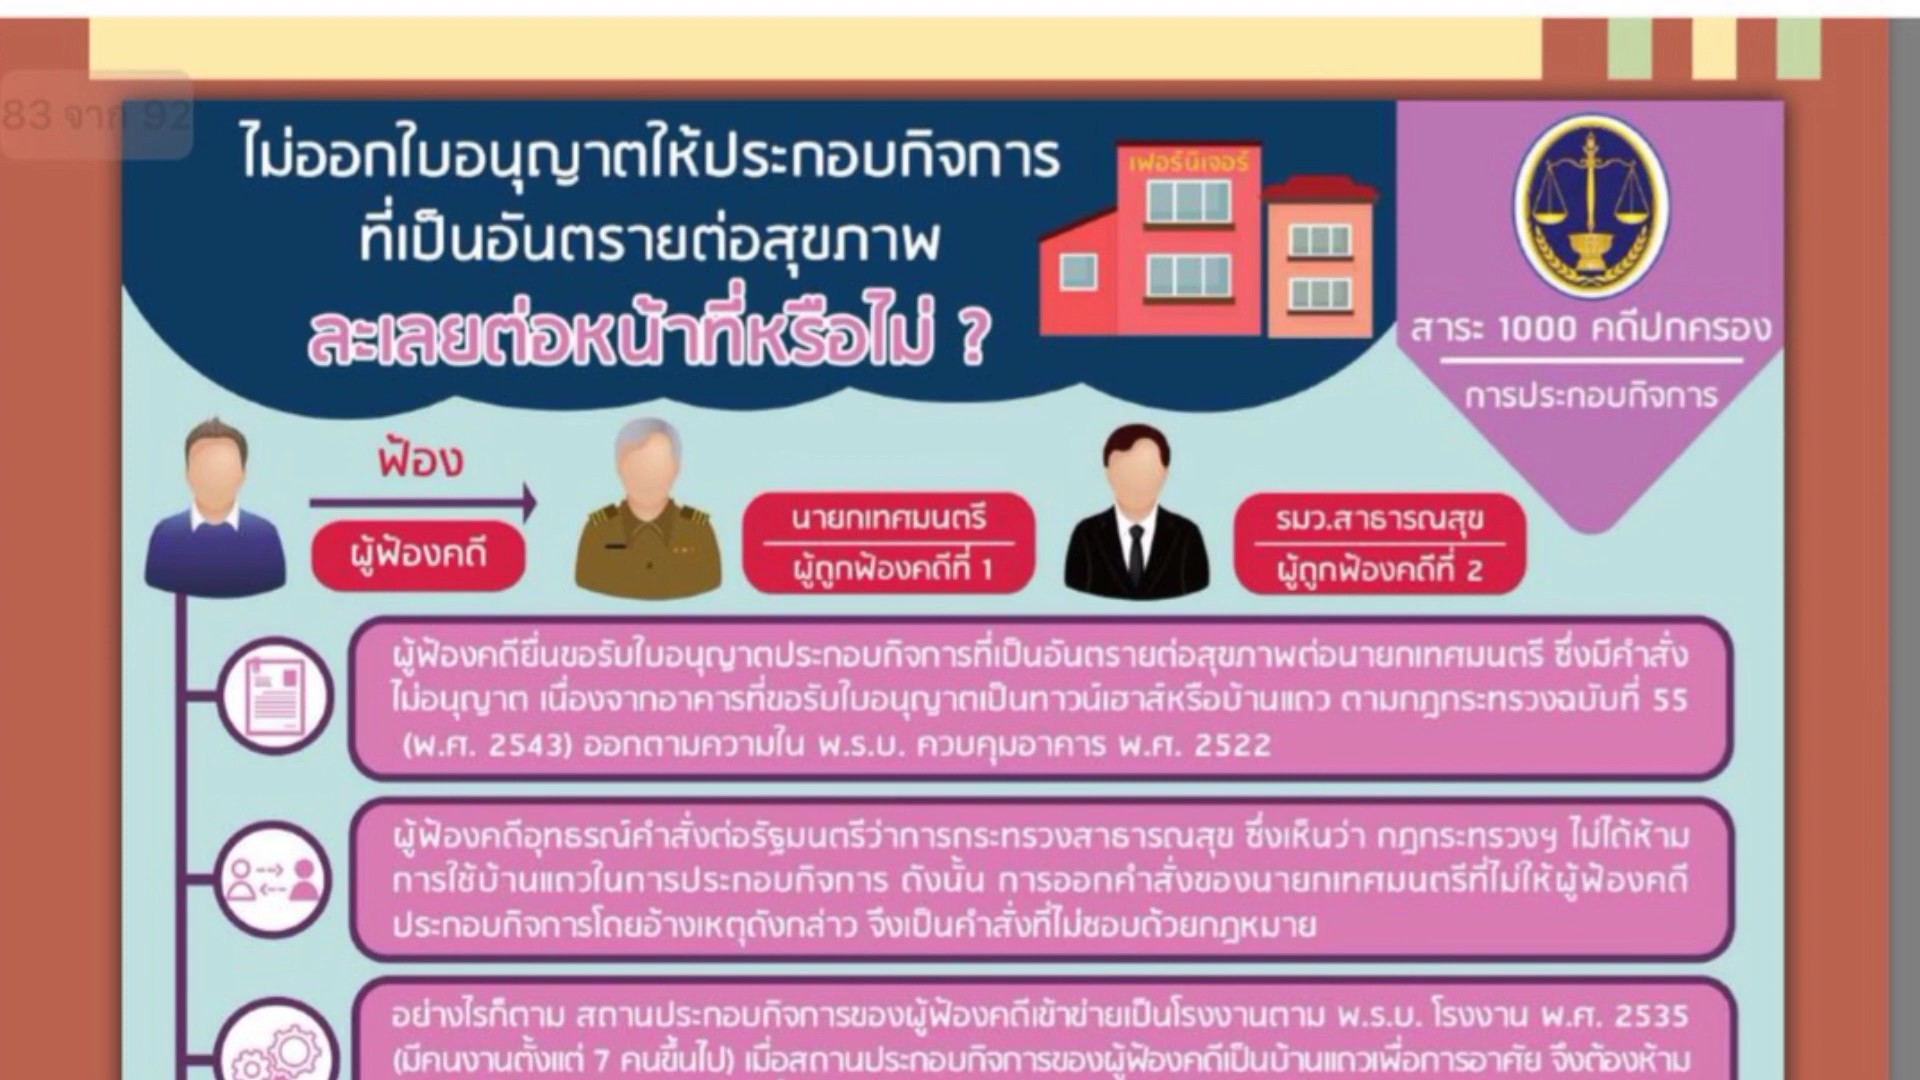 83 จาก 92
ไม่ออกใบอนุญาตให้ประกอบกิจการ
ที่เป็นอันตรายต่อสุขภาพ
ละเลยต่อหน้าที่หรือไม่ ?
เฟอร์นิเจอร์
สาระ 1000 คดีปกครอง
การประกอบกิจการ
ฟ้อง
ผู้ฟ้องคดี
นายกเทศมนตรี
ผู้ถูกฟ้องคดีที่ 1
รมว.สาธารณสุข
ผู้ถูกฟ้องคดีที่ 2
ผู้ฟ้องคดียื่นขอรับใบอนุญาตประกอบกิจการที่เป็นอันตรายต่อสุขภาพต่อนายกเทศมนตรี ซึ่งมีคำสั่ง
ไม่อนุญาต เนื่องจากอาคารที่ขอรับใบอนุญาตเป็นทาวน์เฮาส์หรือบ้านแถว ตามกฎกระทรวงฉบับที่ 55
(พ.ศ. 2543) ออกตามความใน พ.ร.บ. ควบคุมอาคาร พ.ศ. 2522
ผู้ฟ้องคดีอุทธรณ์คำสั่งต่อรัฐมนตรีว่าการกระทรวงสาธารณสุข ซึ่งเห็นว่า กฎกระทรวงฯ ไม่ได้ห้าม
การใช้บ้านแถวในการประกอบกิจการ ดังนั้น การออกคำสั่งของนายกเทศมนตรีที่ไม่ให้ผู้ฟ้องคดี
ประกอบกิจการโดยอ้างเหตุดังกล่าว จึงเป็นคำสั่งที่ไม่ชอบด้วยกฎหมาย
อย่างไรก็ตาม สถานประกอบกิจการของผู้ฟ้องคดีเข้าข่ายเป็นโรงงานตาม พ.ร.บ. โรงงาน พ.ศ. 2535
(มีคนงานตั้งแต่ 7 คนขึ้นไป) เมื่อสถานประกอบกิจการของผู้ฟ้องคดีเป็นบ้านแถวเพื่อการอาศัย จึงต้องห้าม